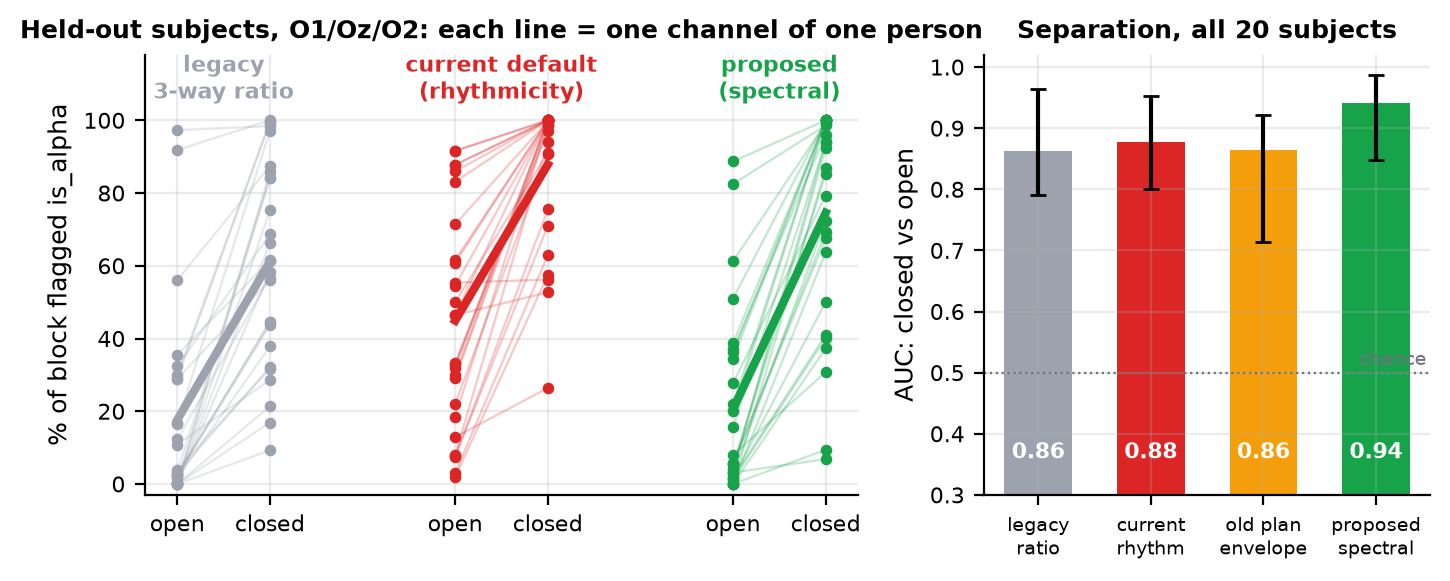 Held-out subjects, O1/Oz/O2: each line = one channel of one person
legacy
3-way ratio
current default
(rhythmicity)
proposed
(spectral)
% of block flagged is_alpha
100
80
60
40
20
0
open closed open closed open closed
Separation, all 20 subjects
AUC: closed vs open
1.0
0.9
0.8
0.7
0.6
0.5
0.4
0.3
chance
0.86 0.88 0.86 0.94
legacy
ratio
current
rhythm
old plan
envelope
proposed
spectral